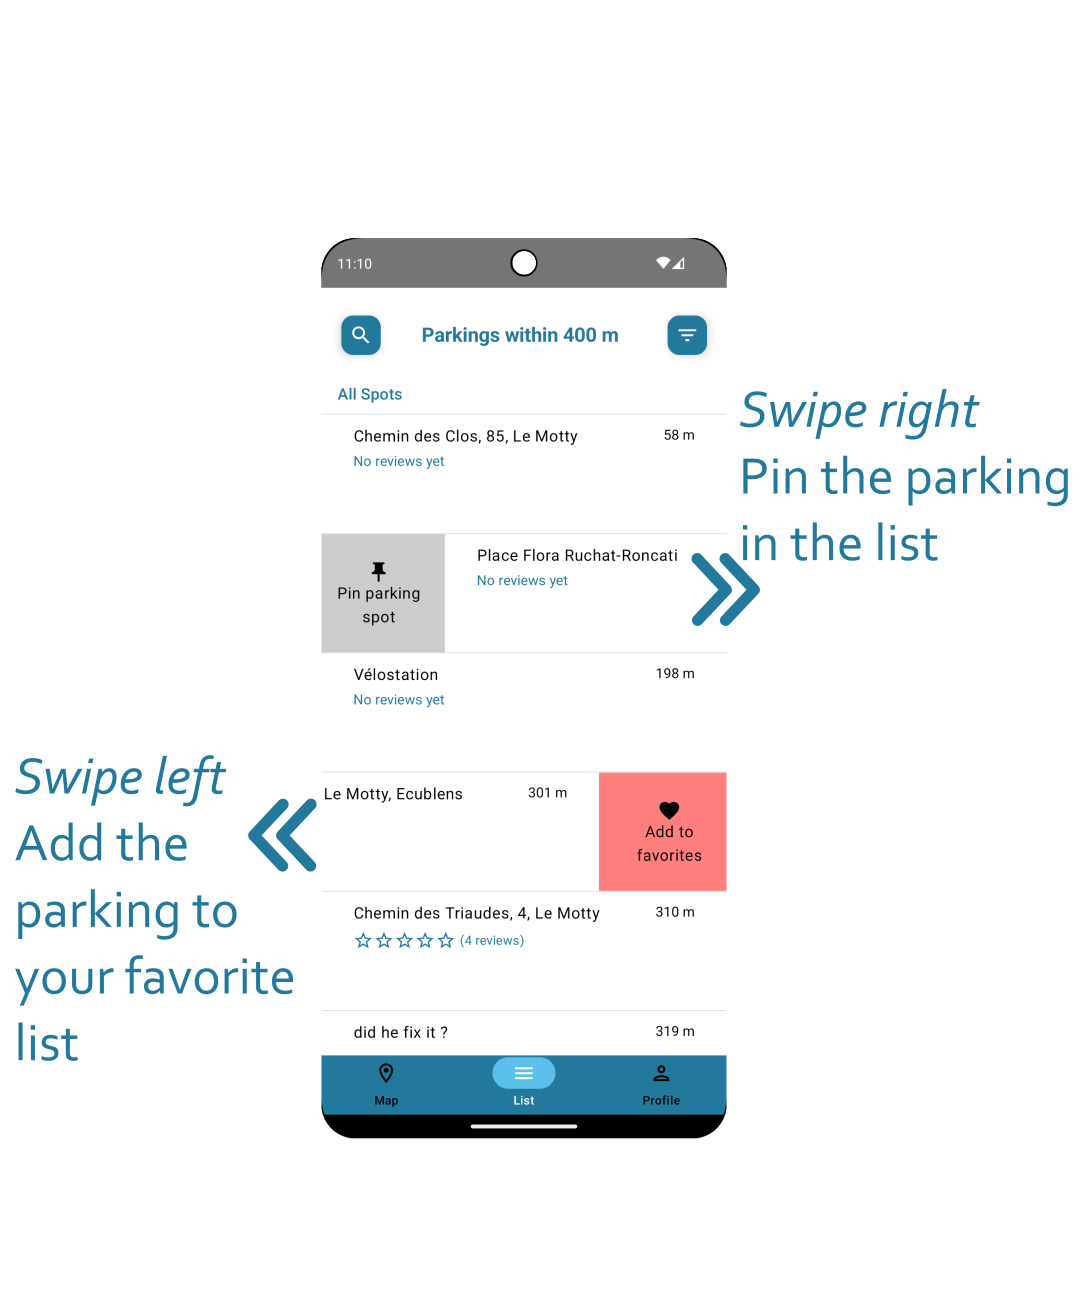 11:10
Parkings within 400 m
All Spots
Chemin des Clos, 85, Le Motty 58 m
No reviews yet
Swipe right
Pin the parking
in the list
Pin parking
spot
Place Flora Ruchat-Roncati
No reviews yet
Vélostation 198 m
No reviews yet
Swipe left
Add the
parking to
your favorite
list
Le Motty, Ecublens 301 m
Add to
favorites
Chemin des Triaudes, 4, Le Motty 310 m
(4 reviews)
did he fix it ? 319 m
Map List Profile